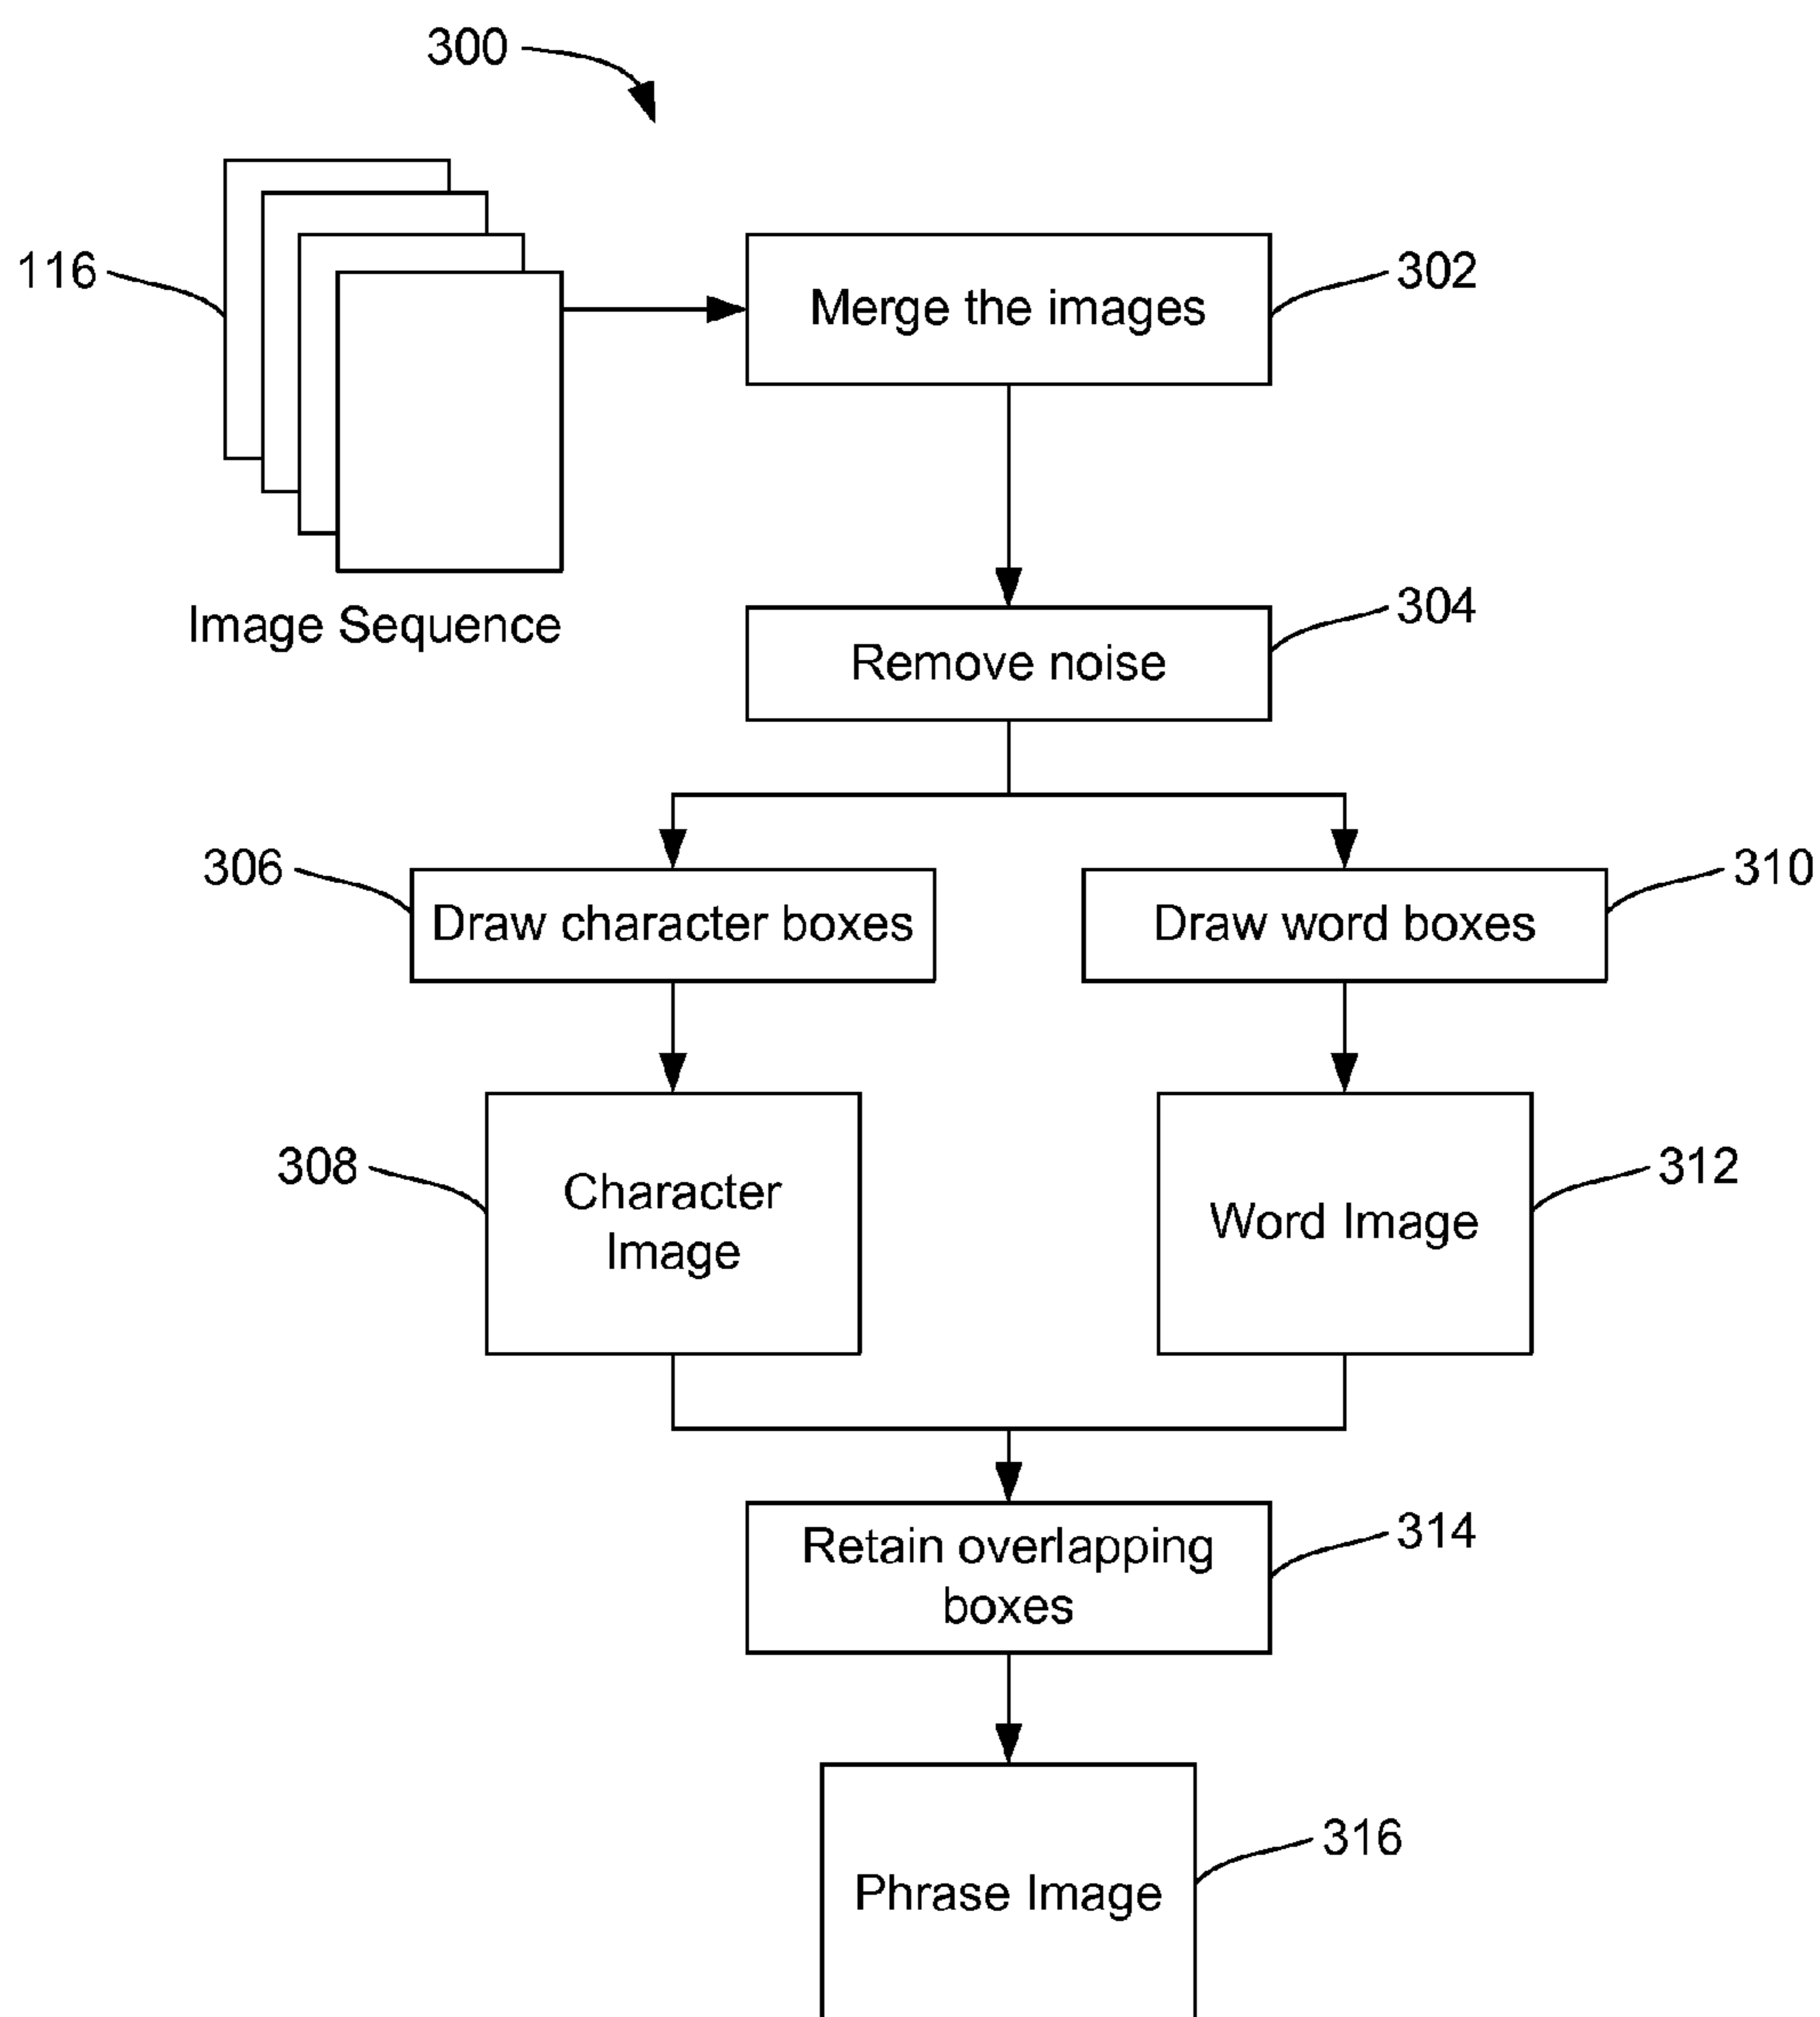 300
116
302
Merge the images
Image Sequence
304
Remove noise
306
310
Draw character boxes
Draw word boxes
308
312
Character
Image
Word Image
314
Retain overlapping
boxes
316
Phrase Image